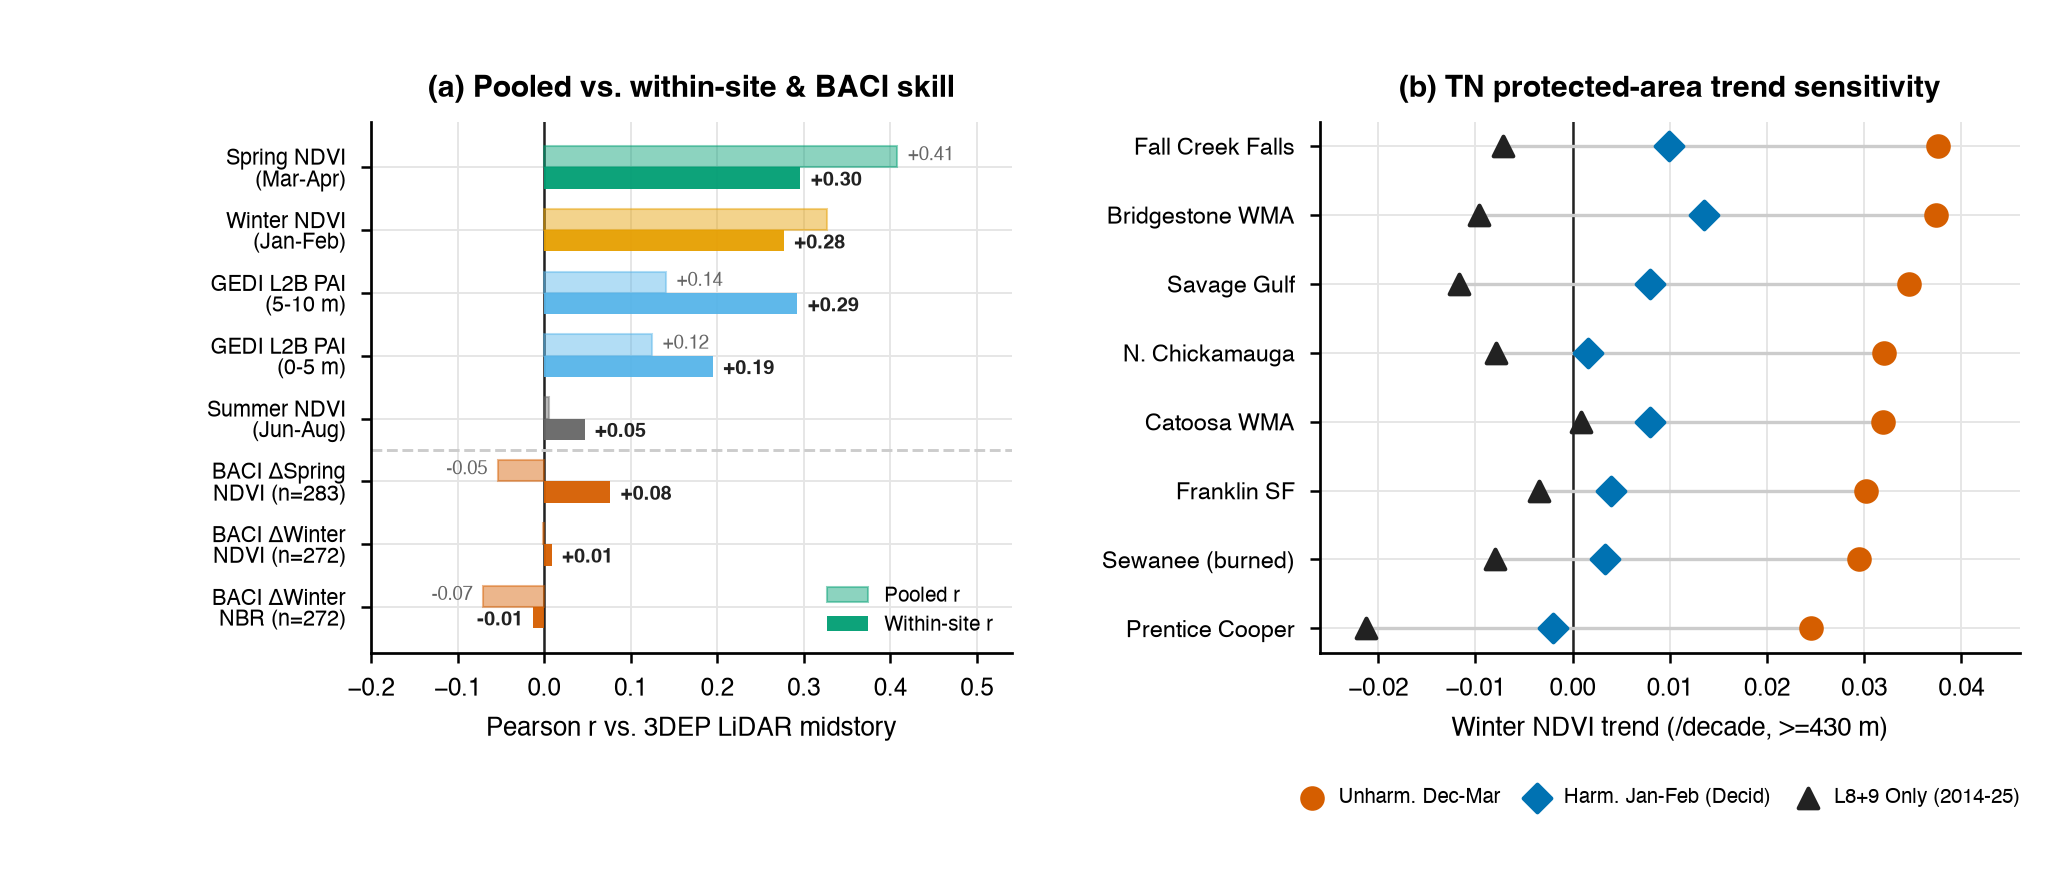 (a) Pooled vs. within-site & BACI skill
Spring NDVI
(Mar-Apr)
+0.41
+0.30
Winter NDVI
(Jan-Feb)
+0.28
GEDI L2B PAI
(5-10 m)
+0.14
+0.29
GEDI L2B PAI
(0-5 m)
+0.12
+0.19
Summer NDVI
(Jun-Aug)
+0.05
BACI ΔSpring
NDVI (n=283)
-0.05
+0.08
BACI ΔWinter
NDVI (n=272)
+0.01
BACI ΔWinter
NBR (n=272)
-0.07
-0.01
Pooled r
Within-site r
−0.2 −0.1 0.0 0.1 0.2 0.3 0.4 0.5
Pearson r vs. 3DEP LiDAR midstory
(b) TN protected-area trend sensitivity
Fall Creek Falls
Bridgestone WMA
Savage Gulf
N. Chickamauga
Catoosa WMA
Franklin SF
Sewanee (burned)
Prentice Cooper
−0.02 −0.01 0.00 0.01 0.02 0.03 0.04
Winter NDVI trend (/decade, >=430 m)
Unharm. Dec-Mar Harm. Jan-Feb (Decid) L8+9 Only (2014-25)